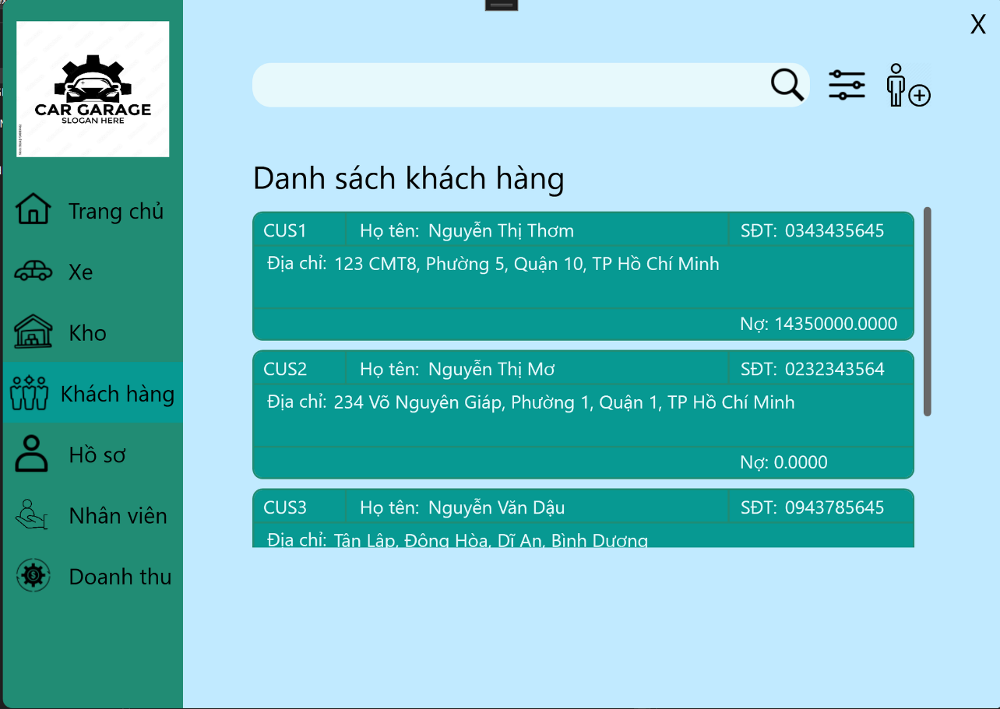 X
CAR GARAGE
SLOGAN HERE
Trang chủ
Xe
Kho
Khách hàng
Hồ sơ
Nhân viên
Doanh thu
Danh sách khách hàng
CUS1 Họ tên: Nguyễn Thị Thơm SĐT: 0343435645
Địa chỉ: 123 CMT8, Phường 5, Quận 10, TP Hồ Chí Minh
Nợ: 14350000.0000
CUS2 Họ tên: Nguyễn Thị Mơ SĐT: 0232343564
Địa chỉ: 234 Võ Nguyên Giáp, Phường 1, Quận 1, TP Hồ Chí Minh
Nợ: 0.0000
CUS3 Họ tên: Nguyễn Văn Dậu SĐT: 0943785645
Địa chỉ: Tân Lập, Đông Hòa, Dĩ An, Bình Dương